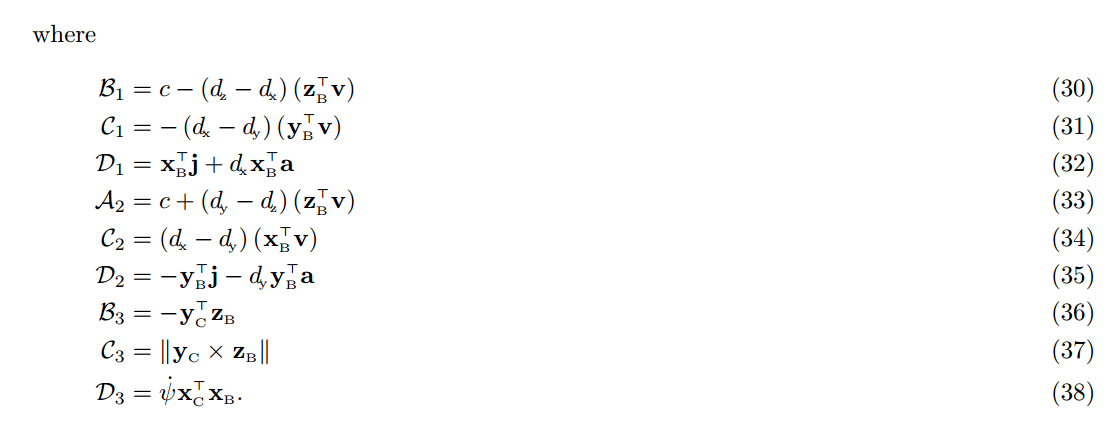 where
ℬ₁ = c − (d_z − d_x) (𝐳_B^⊤ 𝐯) (30)
𝒞₁ = − (d_x − d_y) (𝐲_B^⊤ 𝐯) (31)
𝒟₁ = 𝐱_B^⊤ 𝐣 + d_x 𝐱_B^⊤ 𝐚 (32)
𝒜₂ = c + (d_y − d_z) (𝐳_B^⊤ 𝐯) (33)
𝒞₂ = (d_x − d_y) (𝐱_B^⊤ 𝐯) (34)
𝒟₂ = −𝐲_B^⊤ 𝐣 − d_y 𝐲_B^⊤ 𝐚 (35)
ℬ₃ = −𝐲_C^⊤ 𝐳_B (36)
𝒞₃ = ‖𝐲_C × 𝐳_B‖ (37)
𝒟₃ = ψ̇ 𝐱_C^⊤ 𝐱_B. (38)